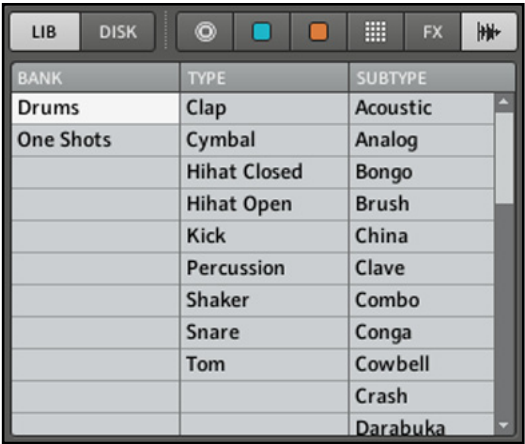 LIB DISK FX
BANK TYPE SUBTYPE
Drums Clap Acoustic
One Shots Cymbal Analog
Hihat Closed Bongo
Hihat Open Brush
Kick China
Percussion Clave
Shaker Combo
Snare Conga
Tom Cowbell
Crash
Darabuka